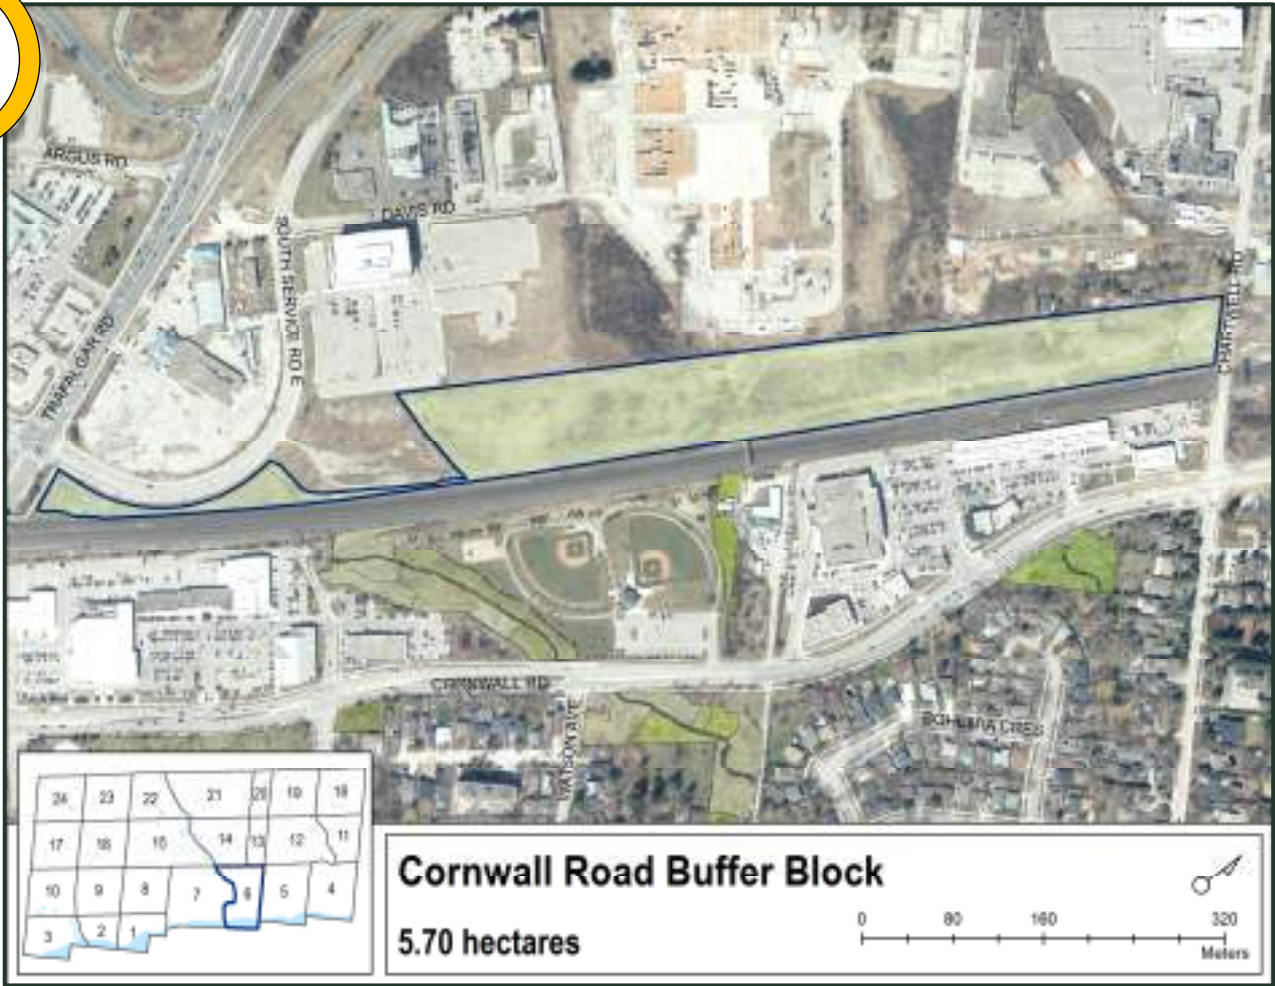 ARGUS RD
DAVIS RD
SOUTH SERVICE RD E
TRAFALGAR RD
CHARTWELL RD
CORNWALL RD
WATSON AVE
BOHEMIA CRES
24 23 22 21 20 19 18
17 16 15 14 13 12 11
10 9 8 7 6 5 4
3 2 1
Cornwall Road Buffer Block
5.70 hectares
0 80 160 320
Meters